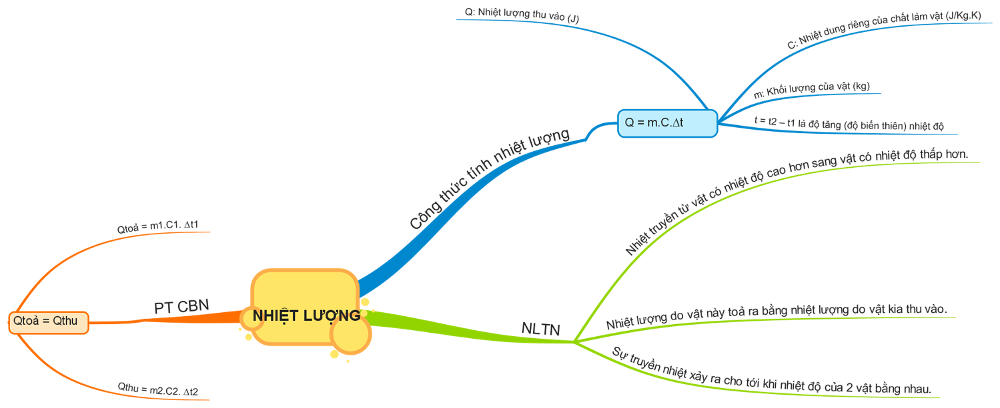 NHIỆT LƯỢNG
Công thức tính nhiệt lượng
Q = m.C.∆t
Q: Nhiệt lượng thu vào (J)
C: Nhiệt dung riêng của chất làm vật (J/Kg.K)
m: Khối lượng của vật (kg)
t = t2 – t1 là độ tăng (độ biến thiên) nhiệt độ
NLTN
Nhiệt truyền từ vật có nhiệt độ cao hơn sang vật có nhiệt độ thấp hơn.
Nhiệt lượng do vật này toả ra bằng nhiệt lượng do vật kia thu vào.
Sự truyền nhiệt xảy ra cho tới khi nhiệt độ của 2 vật bằng nhau.
PT CBN
Qtoả = Qthu
Qtoả = m1.C1. ∆t1
Qthu = m2.C2. ∆t2